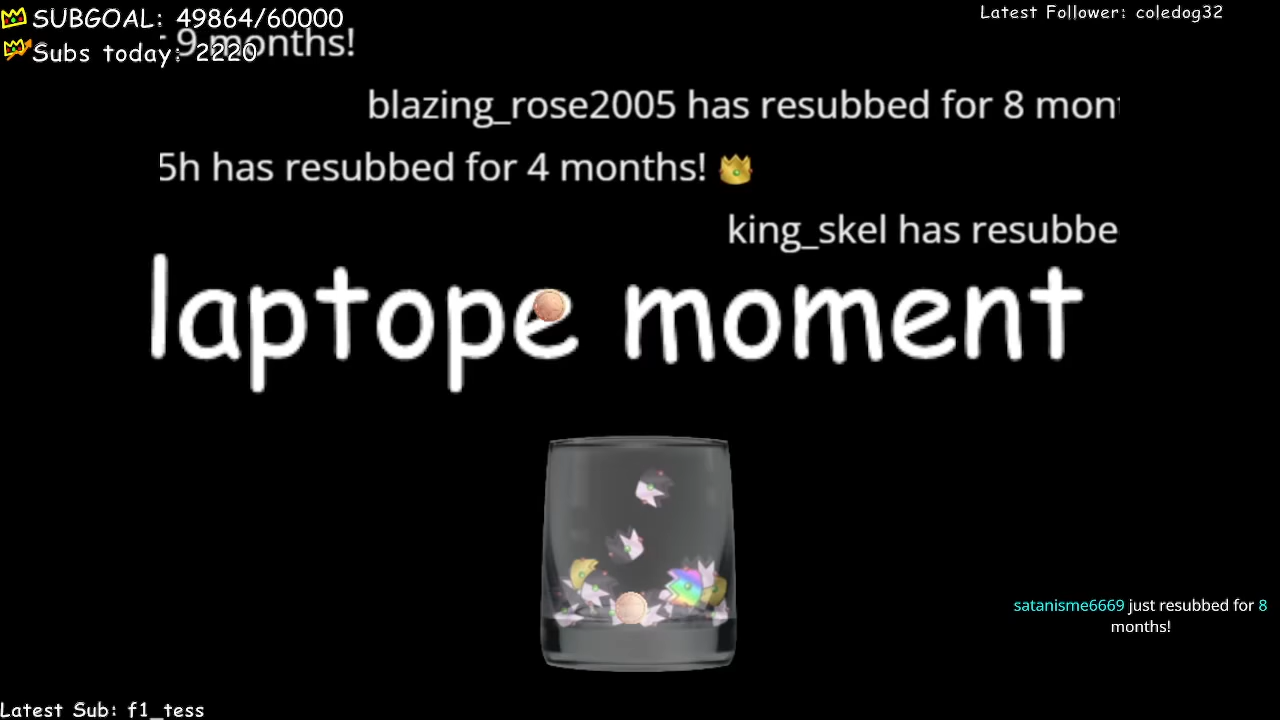 SUBGOAL: 49864/60000
Latest Follower: coledog32
9 months!
Subs today: 2220
blazing_rose2005 has resubbed for 8 mon
5h has resubbed for 4 months!
king_skel has resubbe
laptope moment
satanisme6669 just resubbed for 8
months!
Latest Sub: f1_tess